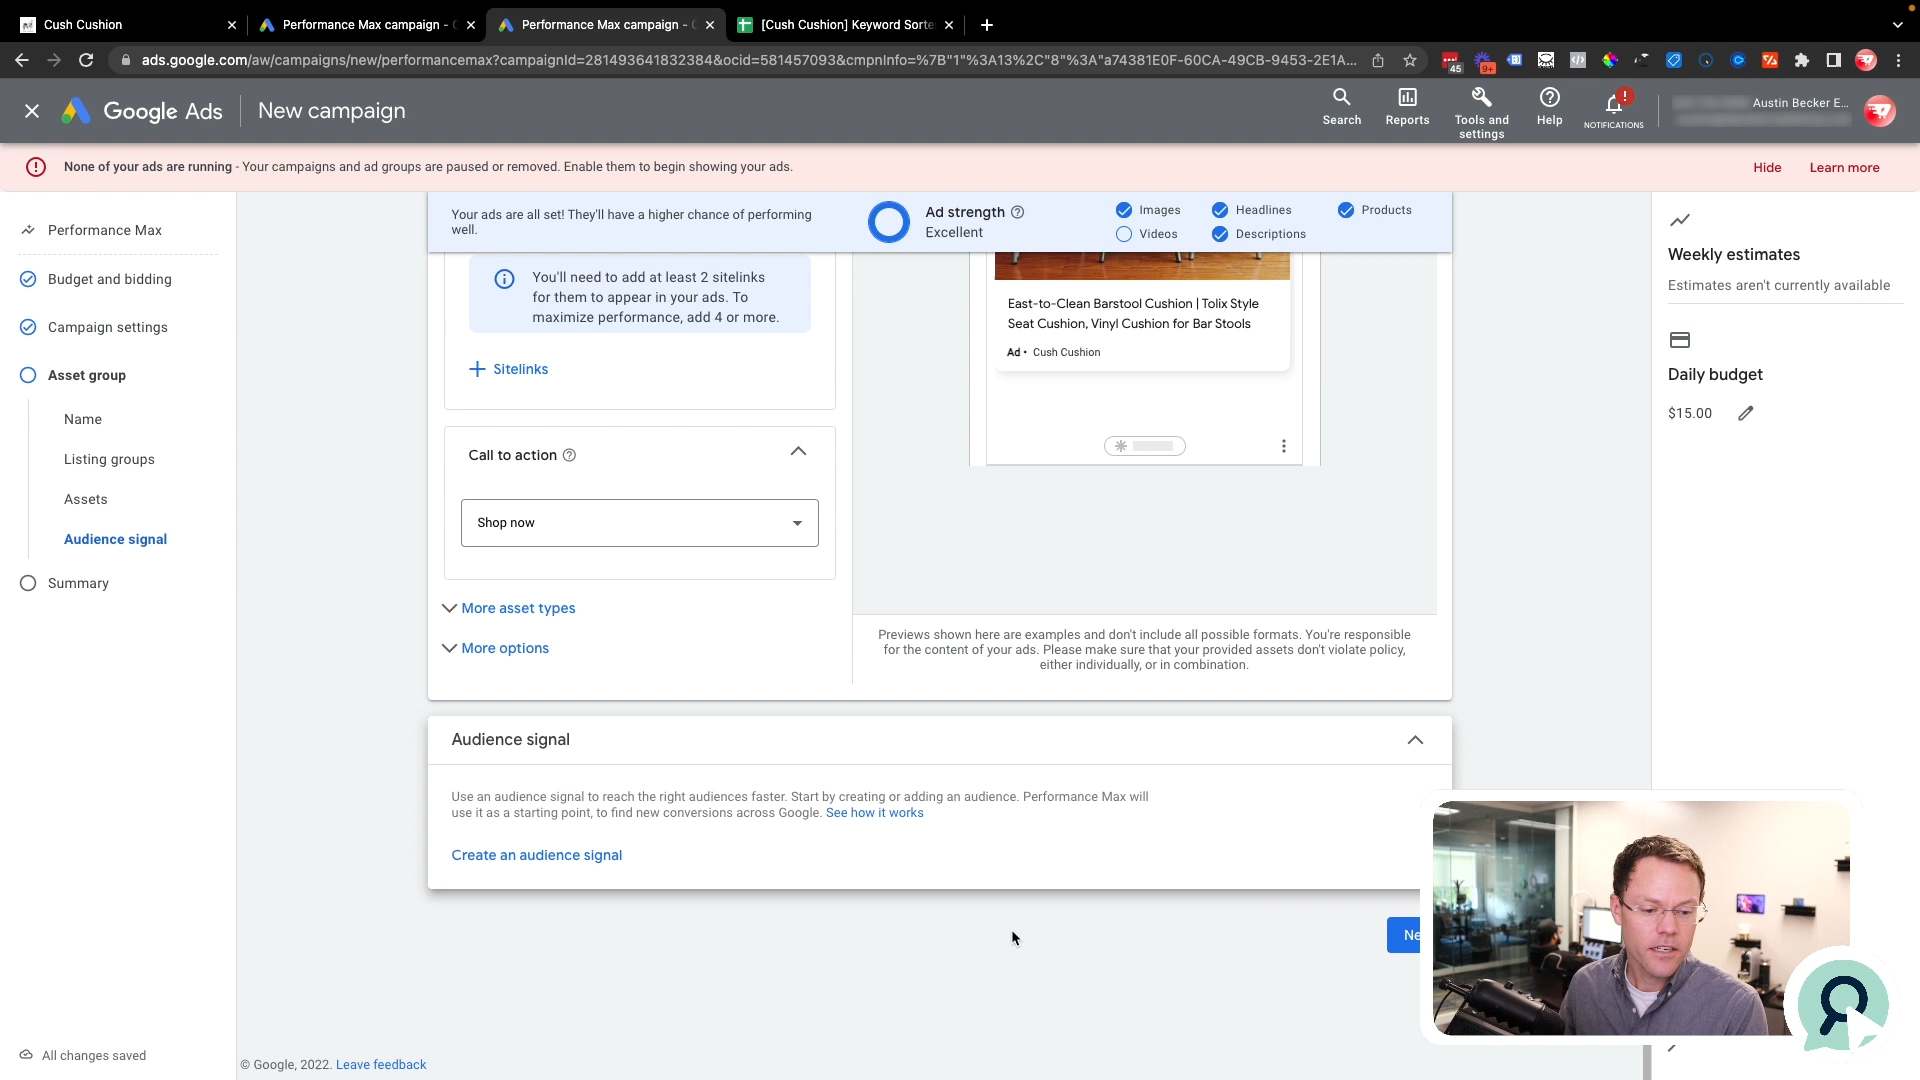 Cush Cushion
Performance Max campaign -
Performance Max campaign -
[Cush Cushion] Keyword Sorte
ads.google.com/aw/campaigns/new/performancemax?campaignId=281493641832384&ocid=581457093&cmpnInfo=%7B"1"%3A13%2C"8"%3A"a74381E0F-60CA-49CB-9453-2E1A...
45
9+
Google Ads
New campaign
Search
Reports
Tools and
settings
Help
NOTIFICATIONS
Austin Becker E...
None of your ads are running - Your campaigns and ad groups are paused or removed. Enable them to begin showing your ads.
Hide
Learn more
Performance Max
Budget and bidding
Campaign settings
Asset group
Name
Listing groups
Assets
Audience signal
Summary
All changes saved
Your ads are all set! They'll have a higher chance of performing
well.
Ad strength
Excellent
Images
Headlines
Products
Videos
Descriptions
You'll need to add at least 2 sitelinks
for them to appear in your ads. To
maximize performance, add 4 or more.
Sitelinks
Call to action
Shop now
More asset types
More options
East-to-Clean Barstool Cushion | Tolix Style
Seat Cushion, Vinyl Cushion for Bar Stools
Ad • Cush Cushion
Previews shown here are examples and don't include all possible formats. You're responsible
for the content of your ads. Please make sure that your provided assets don't violate policy,
either individually, or in combination.
Audience signal
Use an audience signal to reach the right audiences faster. Start by creating or adding an audience. Performance Max will
use it as a starting point, to find new conversions across Google. See how it works
Create an audience signal
Ne
Weekly estimates
Estimates aren't currently available
Daily budget
$15.00
© Google, 2022. Leave feedback